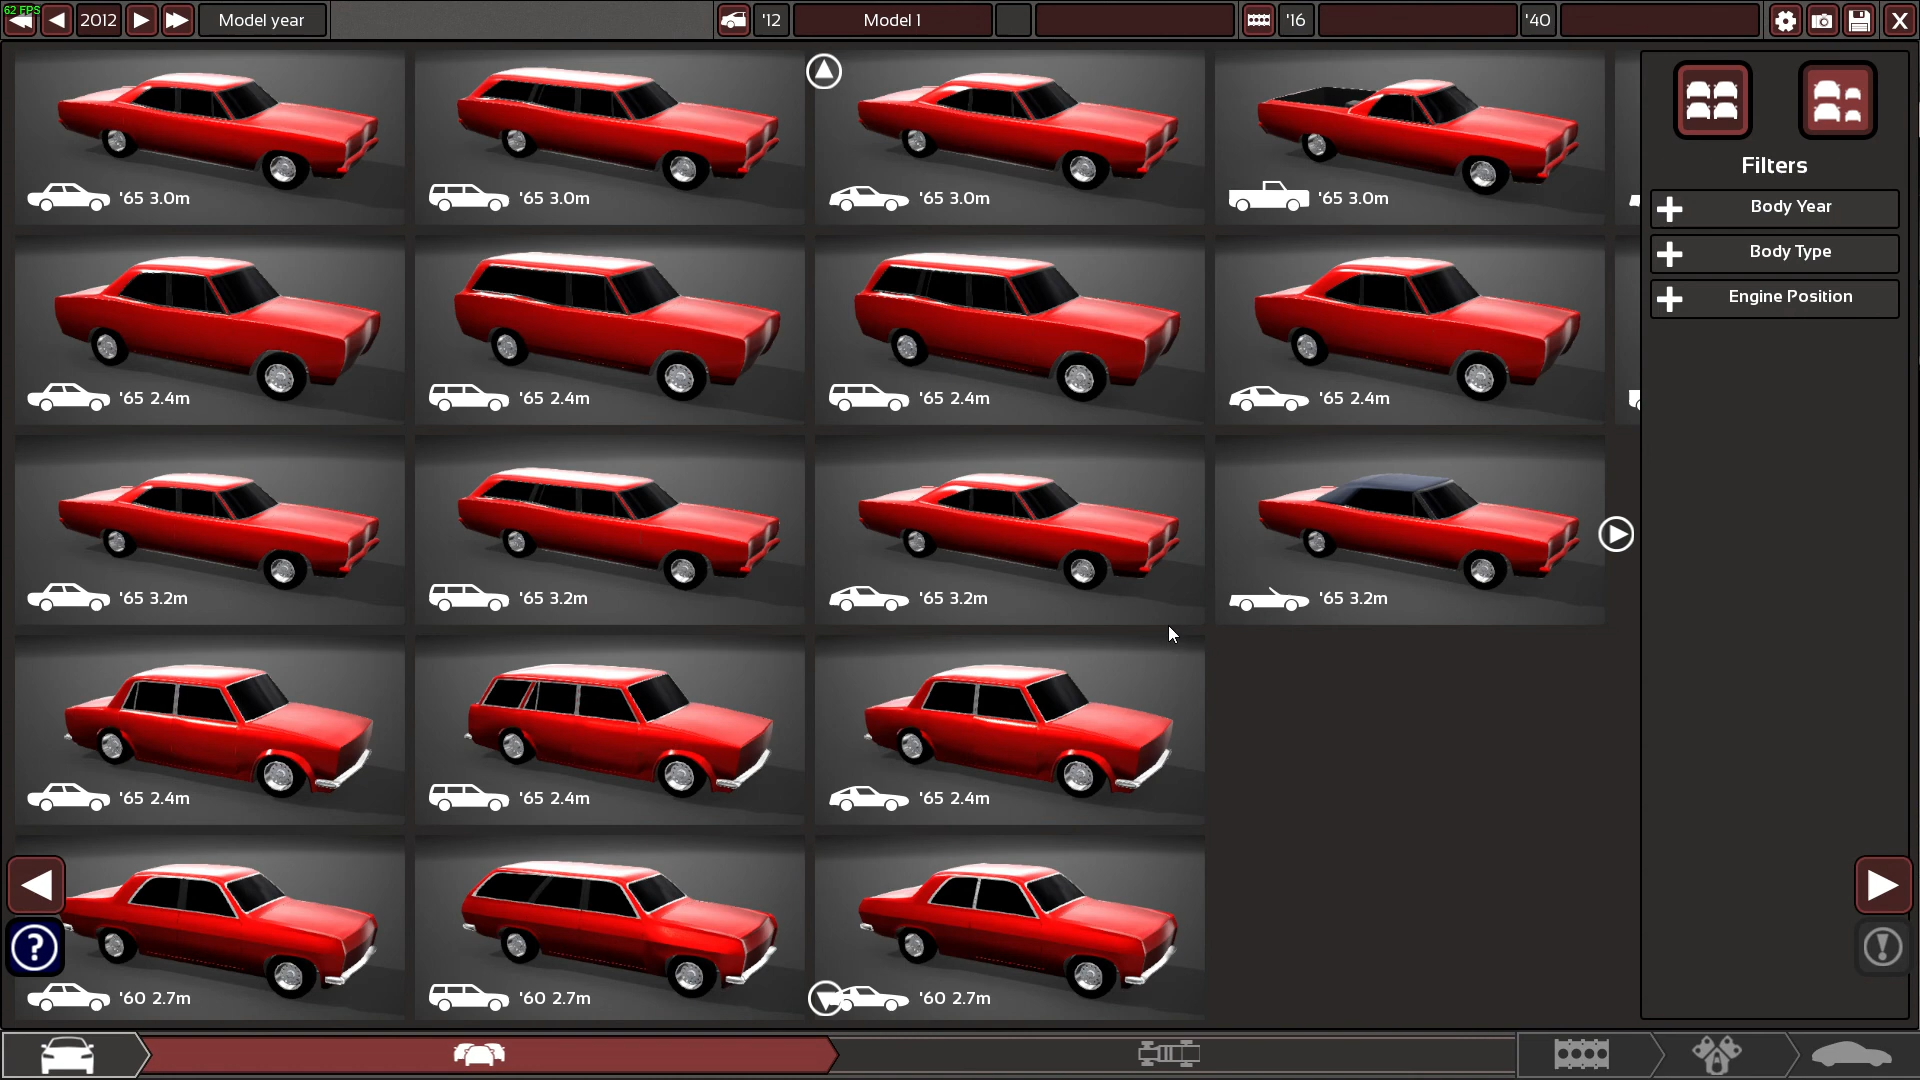 62 FPS
2012 Model year '12 Model 1 '16 '40 X
Filters
Body Year
Body Type
Engine Position
'65 3.0m '65 3.0m '65 3.0m '65 3.0m
'65 2.4m '65 2.4m '65 2.4m '65 2.4m
'65 3.2m '65 3.2m '65 3.2m '65 3.2m
'65 2.4m '65 2.4m '65 2.4m
'60 2.7m '60 2.7m '60 2.7m
?
!